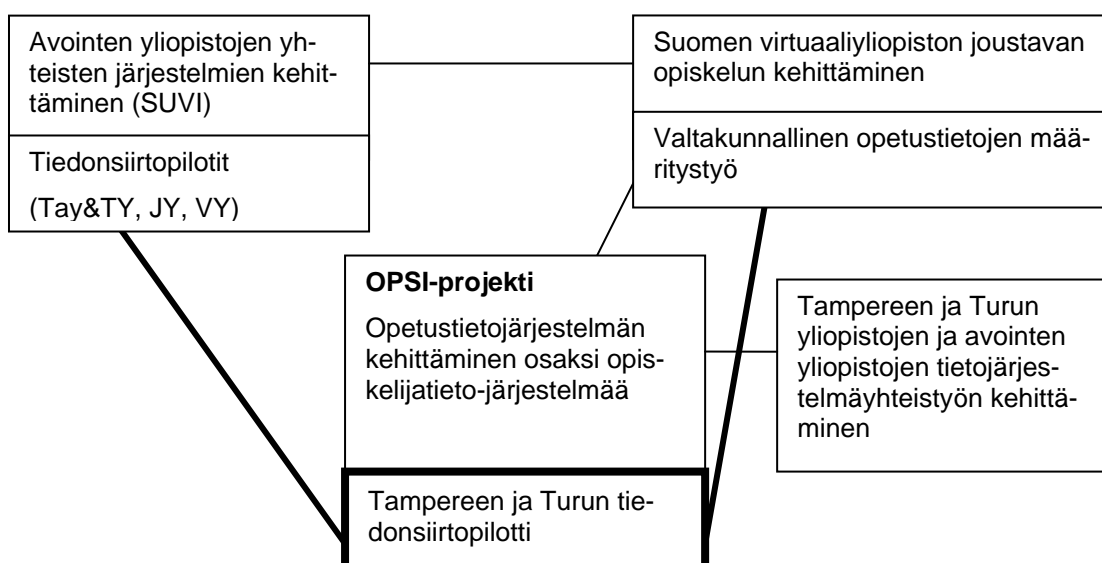 Avointen yliopistojen yh-
teisten järjestelmien kehit-
täminen (SUVI)
Tiedonsiirtopilotit
(Tay&TY, JY, VY)
Suomen virtuaaliyliopiston joustavan
opiskelun kehittäminen
Valtakunnallinen opetustietojen mää-
ritystyö
OPSI-projekti
Opetustietojärjestelmän
kehittäminen osaksi opis-
kelijatieto-järjestelmää
Tampereen ja Turun tie-
donsiirtopilotti
Tampereen ja Turun
yliopistojen ja avointen
yliopistojen tietojärjes-
telmäyhteistyön kehittä-
minen